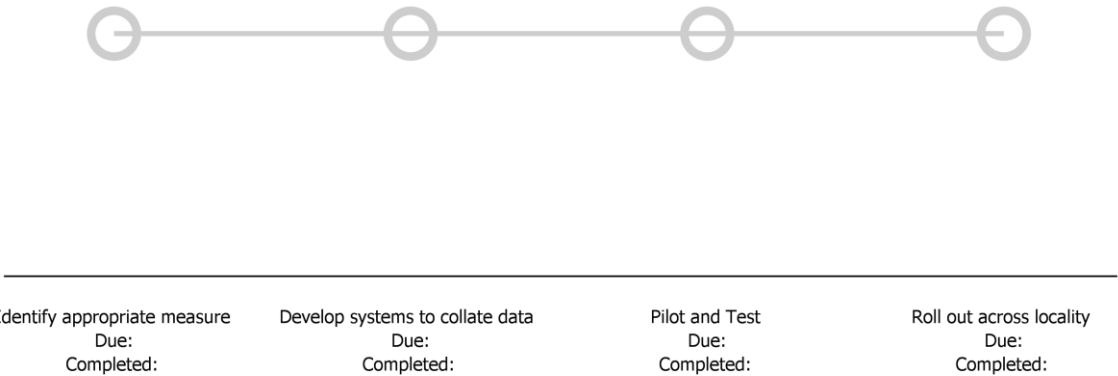 Identify appropriate measure
Due:
Completed:
Develop systems to collate data
Due:
Completed:
Pilot and Test
Due:
Completed:
Roll out across locality
Due:
Completed: